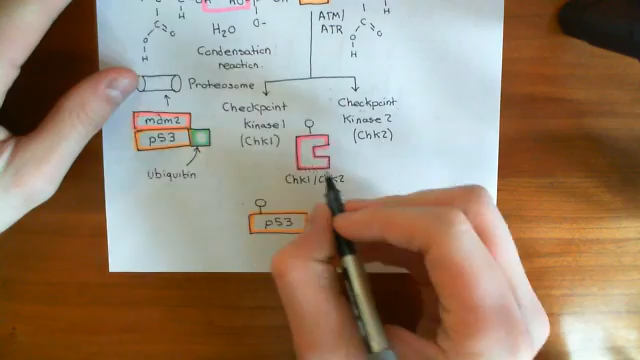 H
H
ATM/
ATR
C
O
O-
O
H
H₂O
C
O
O
H
Condensation
reaction.
Proteosome
Checkpoint
Kinase 1
(Chk1)
Checkpoint
Kinase 2
(Chk2)
mdm2
p53
ubiquitin
Chk1/Chk2
p53